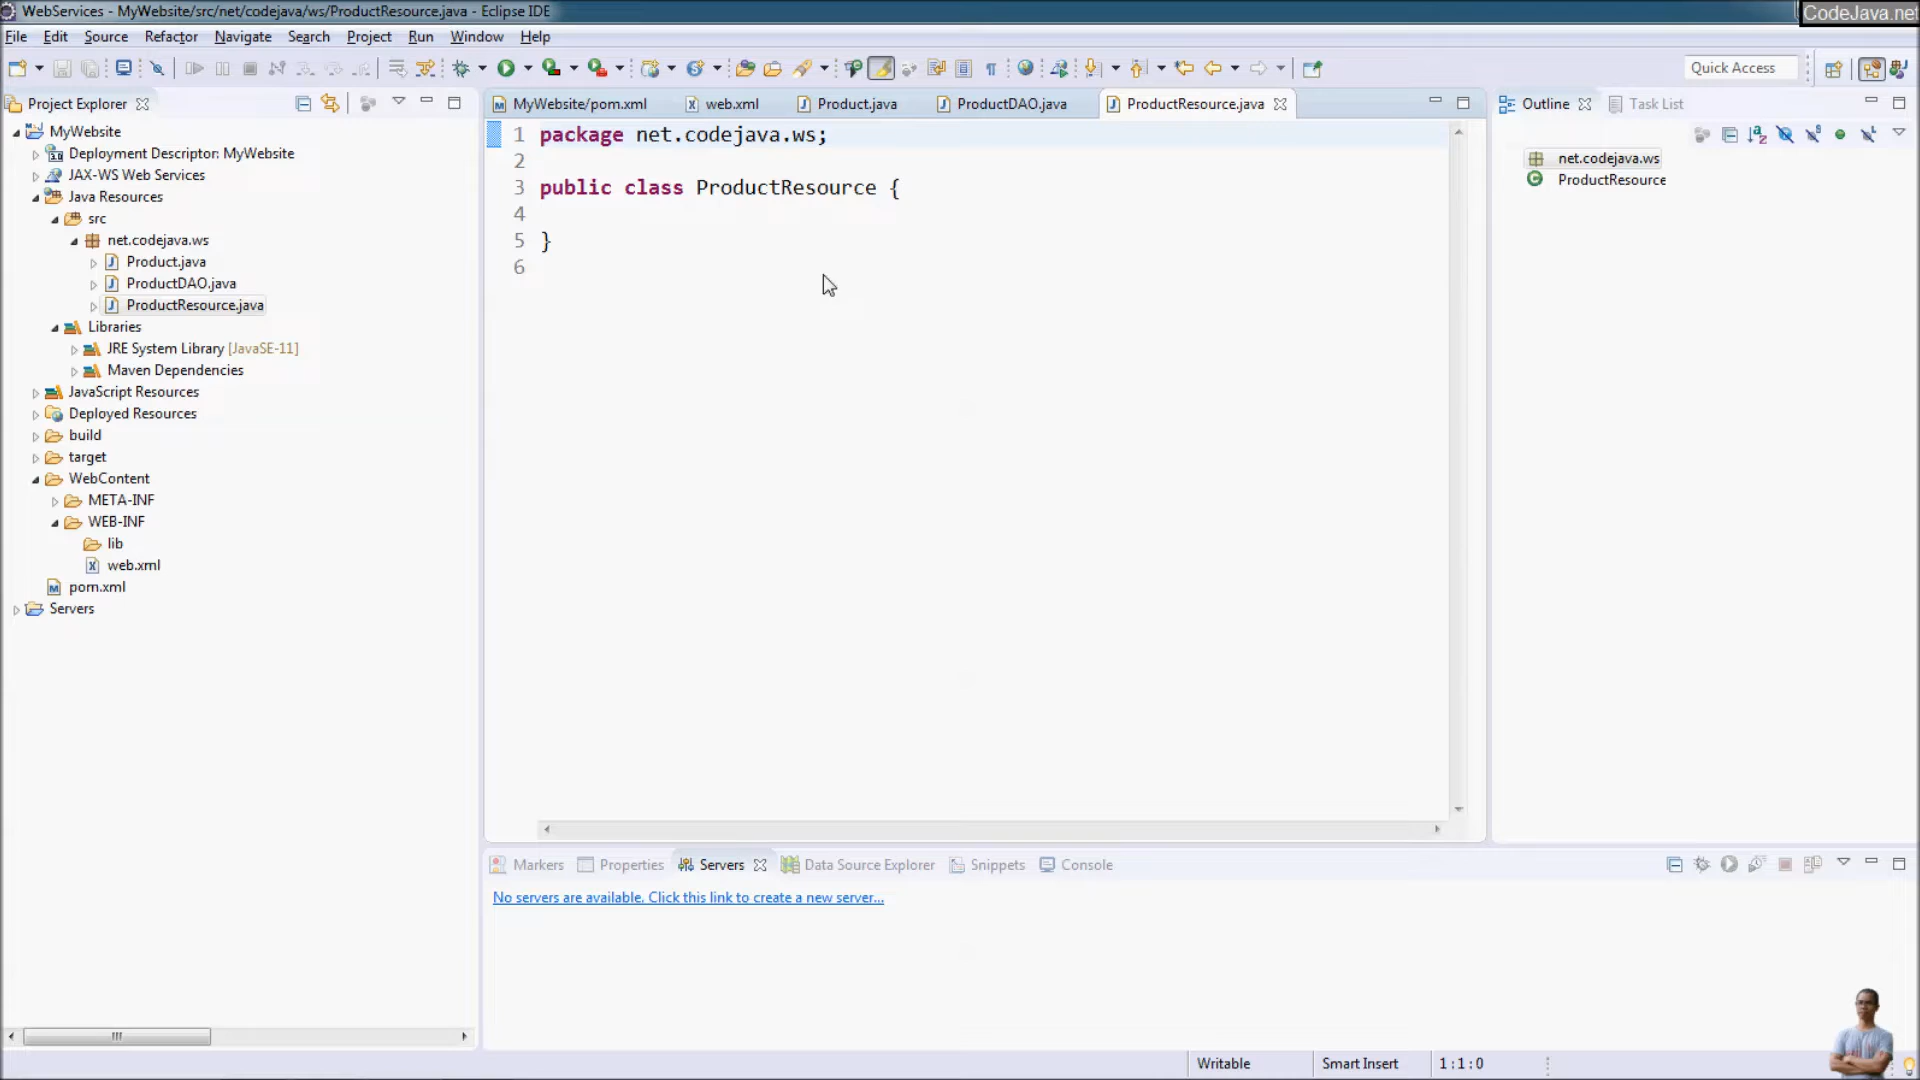 WebServices - MyWebsite/src/net/codejava/ws/ProductResource.java - Eclipse IDE
CodeJava.net
File Edit Source Refactor Navigate Search Project Run Window Help
Quick Access
Project Explorer
MyWebsite
Deployment Descriptor: MyWebsite
JAX-WS Web Services
Java Resources
src
net.codejava.ws
Product.java
ProductDAO.java
ProductResource.java
Libraries
JRE System Library [JavaSE-11]
Maven Dependencies
JavaScript Resources
Deployed Resources
build
target
WebContent
META-INF
WEB-INF
lib
web.xml
pom.xml
Servers
MyWebsite/pom.xml web.xml Product.java ProductDAO.java ProductResource.java
1 package net.codejava.ws;
2
3 public class ProductResource {
4
5 }
6
Outline Task List
net.codejava.ws
ProductResource
Markers Properties Servers Data Source Explorer Snippets Console
No servers are available. Click this link to create a new server...
Writable Smart Insert 1:1:0